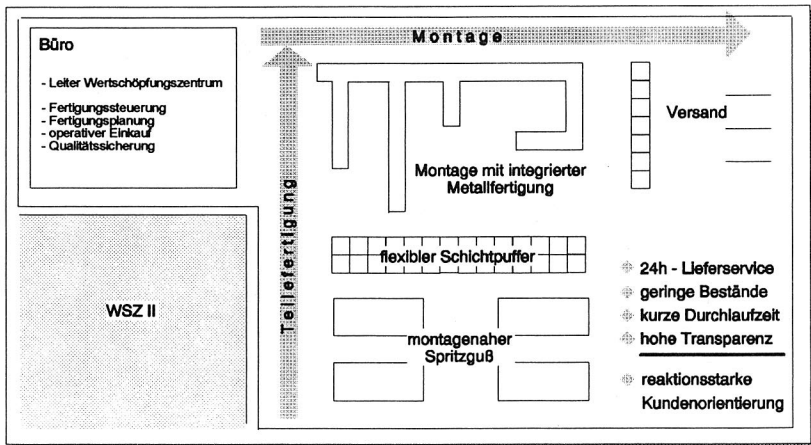 Büro
- Leiter Wertschöpfungszentrum
- Fertigungssteuerung
- Fertigungsplanung
- operativer Einkauf
- Qualitätssicherung
Montage
Teilefertigung
Versand
Montage mit integrierter
Metallfertigung
flexibler Schichtpuffer
WSZ II
montagenaher
Spritzguß
24h - Lieferservice
geringe Bestände
kurze Durchlaufzeit
hohe Transparenz
reaktionsstarke
Kundenorientierung